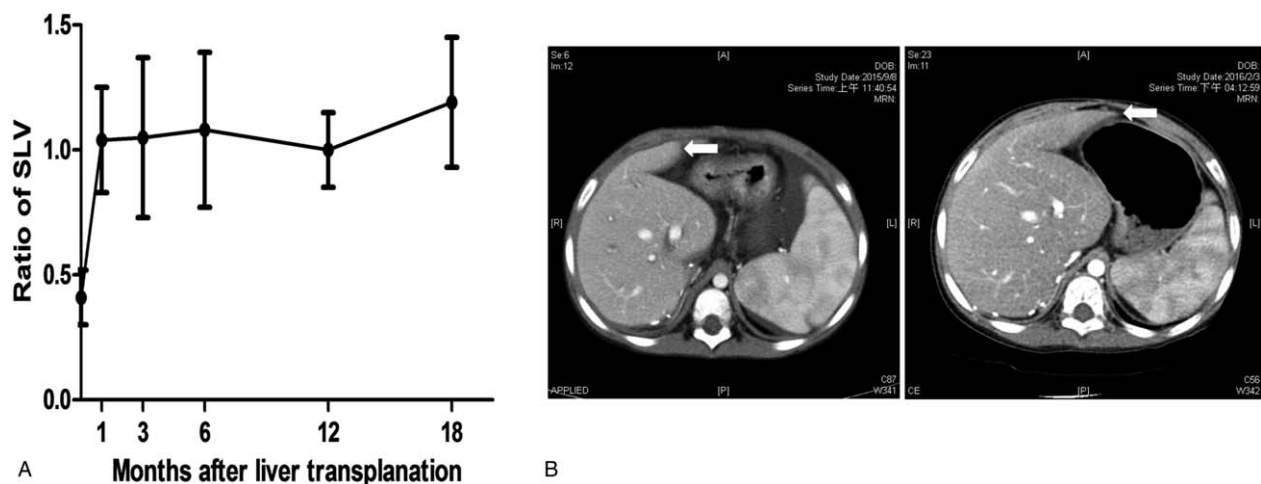 Ratio of SLV
1.5
1.0
0.5
0.0
1 3 6 12 18
Months after liver transplanation
A
Se:6
Im:12
[A]
DOB:
Study Date:2015/9/8
Series Time:上午 11:40:54
MRN:
[R]
[L]
APPLIED
[P]
C87
W341
Se:23
Im:11
[A]
DOB:
Study Date:2016/2/3
Series Time:下午 04:12:59
MRN:
[R]
[L]
CE
[P]
C56
W342
B